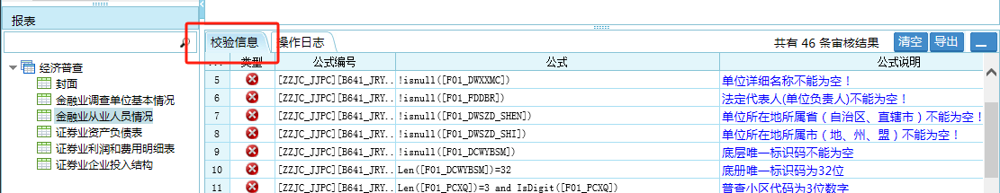 报表
经济普查
封面
金融业调查单位基本情况
金融业从业人员情况
证券业资产负债表
证券业利润和费用明细表
证券业企业投入结构
校验信息 操作日志 共有 46 条审核结果 清空 导出
... 类型 公式编号 公式 公式说明
5 [ZZJC_JJPC][B641_JRY.. !isnull([F01_DWXXMC]) 单位详细名称不能为空！
6 [ZZJC_JJPC][B641_JRY.. !isnull([F01_FDDBR]) 法定代表人(单位负责人)不能为空！
7 [ZZJC_JJPC][B641_JRY.. !isnull([F01_DWSZD_SHEN]) 单位所在地所属省（自治区、直辖市）不能为空！
8 [ZZJC_JJPC][B641_JRY.. !isnull([F01_DWSZD_SHI]) 单位所在地所属市（地、州、盟）不能为空！
9 [ZZJC_JJPC][B641_JRY.. !isnull([F01_DCWYBSM]) 底层唯一标识码不能为空
10 [ZZJC_JJPC][B641_JRY.. Len([F01_DCWYBSM])=32 底册唯一标识码为32位
11 [ZZJC_JJPC][B641_JRY.. Len([F01_PCXQ])=3 and IsDigit([F01_PCXQ]) 普查小区代码为3位数字